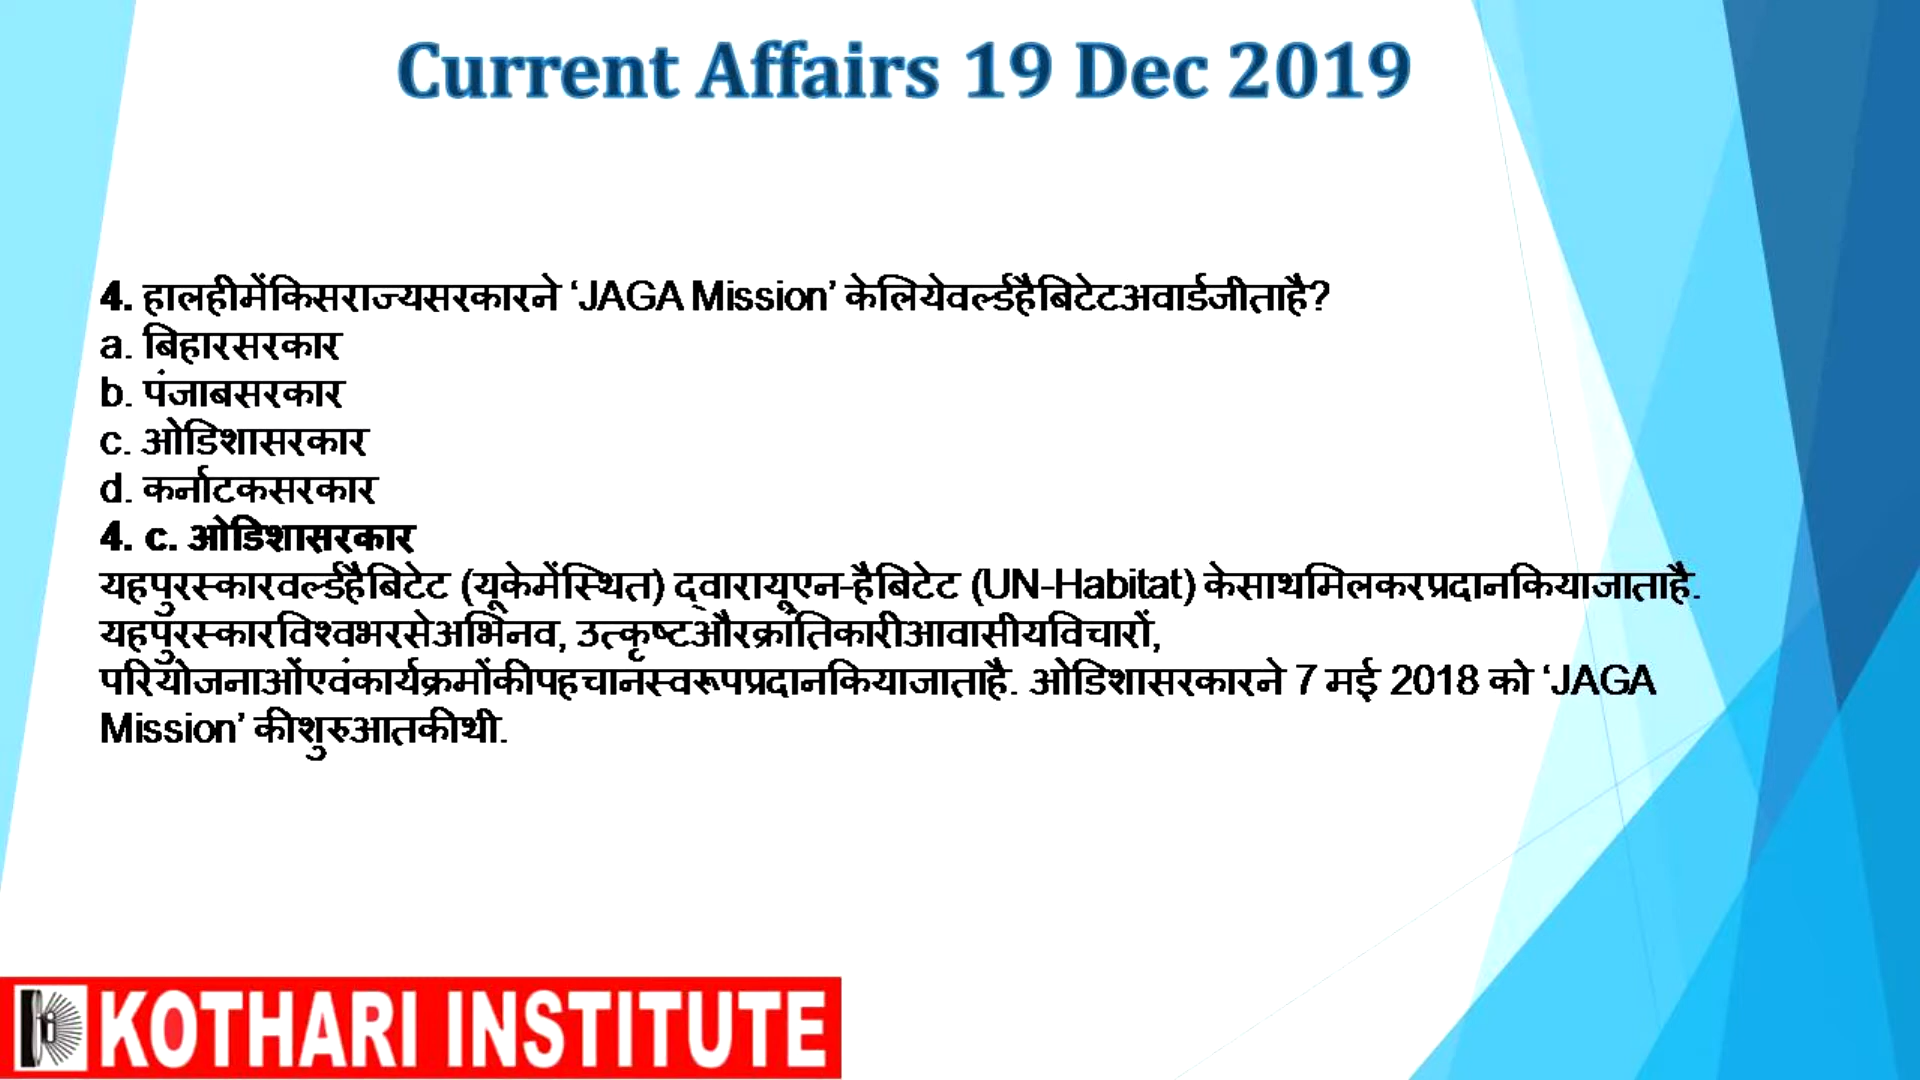 Current Affairs 19 Dec 2019
4. हालहीमेंकिसराज्यसरकारने ‘JAGA Mission’ केलियेवर्ल्डहैबिटेटअवार्डजीताहै?
a. बिहारसरकार
b. पंजाबसरकार
c. ओडिशासरकार
d. कर्नाटकसरकार
4. c. ओडिशासरकार
यहपुरस्कारवर्ल्डहैबिटेट (यूकेमेंस्थित) द्वारायूएन-हैबिटेट (UN-Habitat) केसाथमिलकरप्रदानकियाजाताहै.
यहपुरस्कारविश्वभरसेअभिनव, उत्कृष्टऔरक्रांतिकारीआवासीयविचारों,
परियोजनाओंएवंकार्यक्रमोंकीपहचानस्वरूपप्रदानकियाजाताहै. ओडिशासरकारने 7 मई 2018 को ‘JAGA
Mission’ कीशुरुआतकीथी.
KOTHARI INSTITUTE